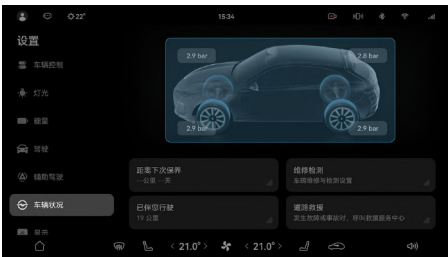 22°
15:34
设置
车辆控制
灯光
能量
驾驶
辅助驾驶
车辆状况
显示
2.9 bar
2.8 bar
2.9 bar
2.9 bar
距离下次保养
--公里 --天
维修检测
车辆维修与检测设置
已伴您行驶
19 公里
道路救援
发生故障或事故时，呼叫救援服务中心
< 21.0° >
< 21.0° >